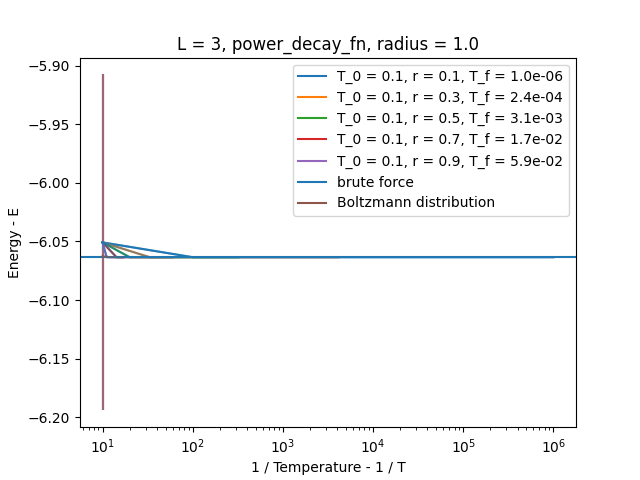 L = 3, power_decay_fn, radius = 1.0
Energy - E
−5.90
−5.95
−6.00
−6.05
−6.10
−6.15
−6.20
T_0 = 0.1, r = 0.1, T_f = 1.0e-06
T_0 = 0.1, r = 0.3, T_f = 2.4e-04
T_0 = 0.1, r = 0.5, T_f = 3.1e-03
T_0 = 0.1, r = 0.7, T_f = 1.7e-02
T_0 = 0.1, r = 0.9, T_f = 5.9e-02
brute force
Boltzmann distribution
10¹ 10² 10³ 10⁴ 10⁵ 10⁶
1 / Temperature - 1 / T